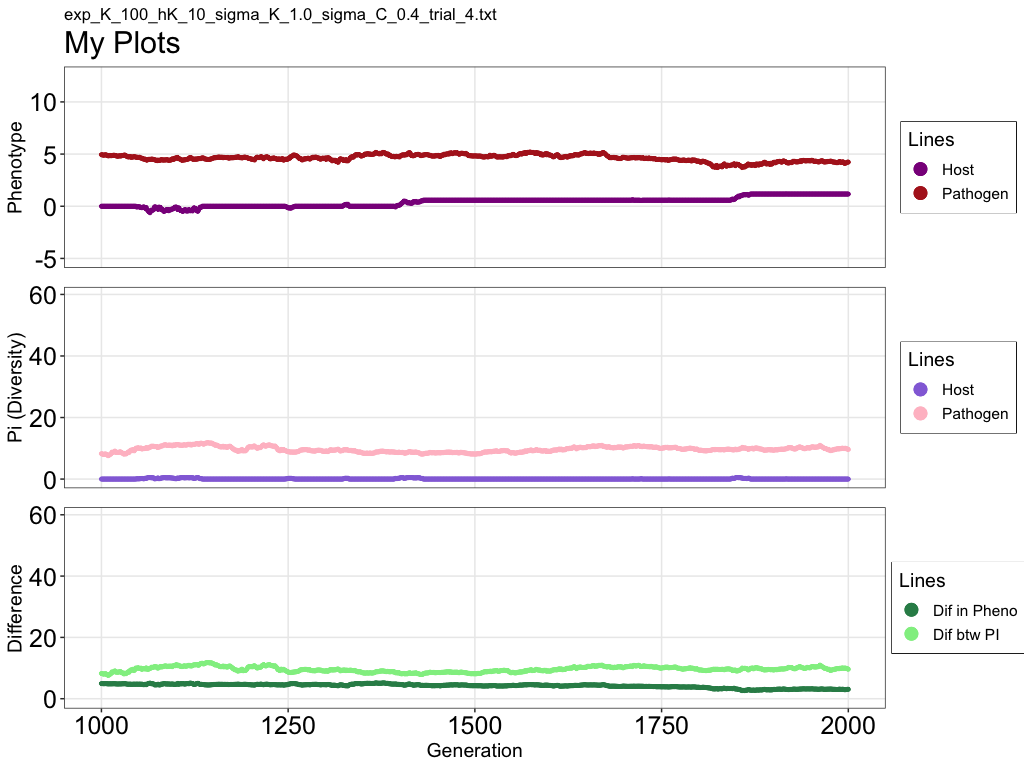 exp_K_100_hK_10_sigma_K_1.0_sigma_C_0.4_trial_4.txt
My Plots
Phenotype
10
5
0
-5
Lines
Host
Pathogen
Pi (Diversity)
60
40
20
0
Lines
Host
Pathogen
Difference
60
40
20
0
Lines
Dif in Pheno
Dif btw PI
1000 1250 1500 1750 2000
Generation